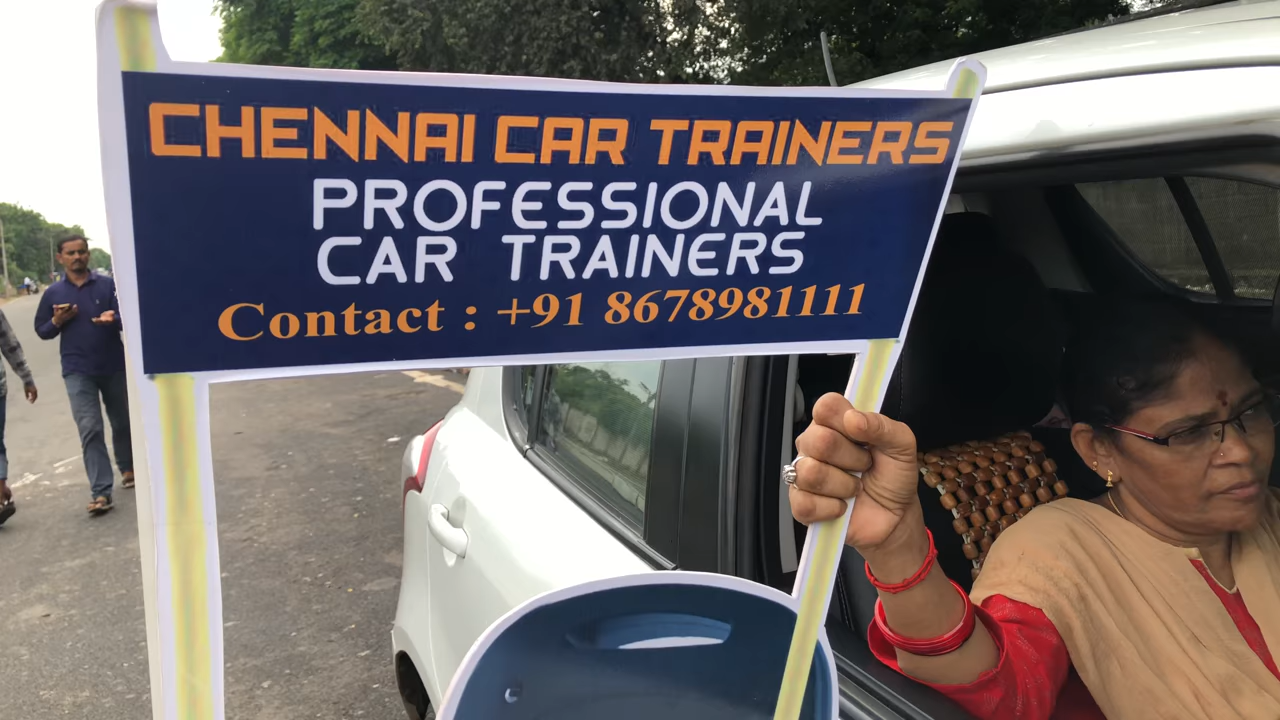 CHENNAI CAR TRAINERS
PROFESSIONAL
CAR TRAINERS
Contact : +91 8678981111